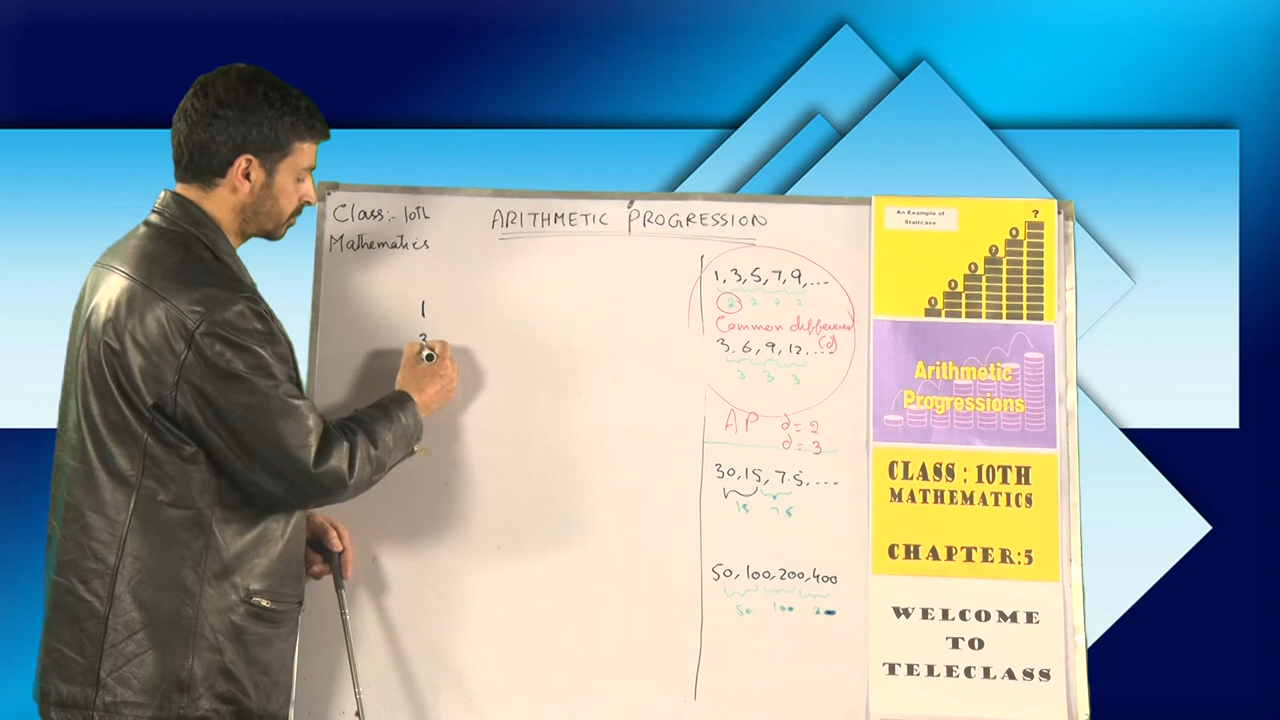 Class:- 10th
Mathematics
ARITHMETIC PROGRESSION
1
3
1, 3, 5, 7, 9, ...
2 2 2 2
Common difference
(d)
3, 6, 9, 12, ...
3 3 3
AP d = 2
d = 3
30, 15, 7.5, ...
15 7.5
50, 100, 200, 400
50 100
An Example of
Staircase
?
Arithmetic
Progressions
CLASS : 10TH
MATHEMATICS
CHAPTER:5
WELCOME
TO
TELECLASS